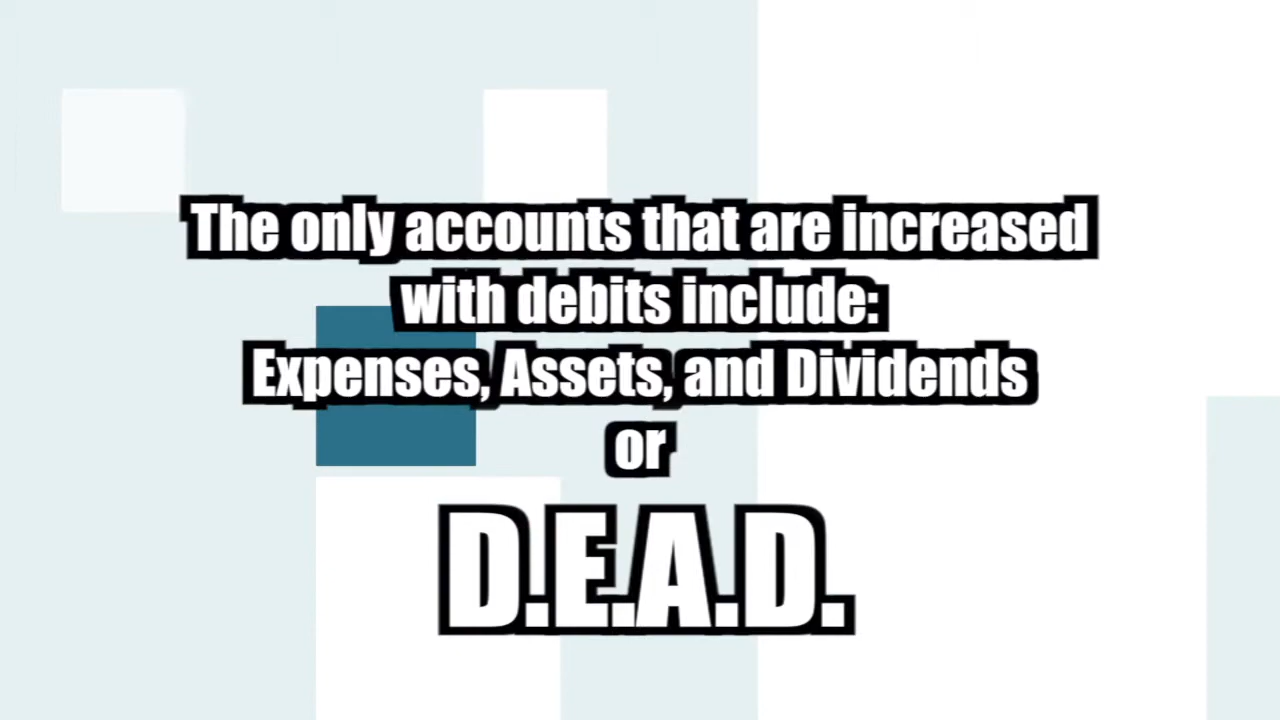 The only accounts that are increased
with debits include:
Expenses, Assets, and Dividends
or
D.E.A.D.